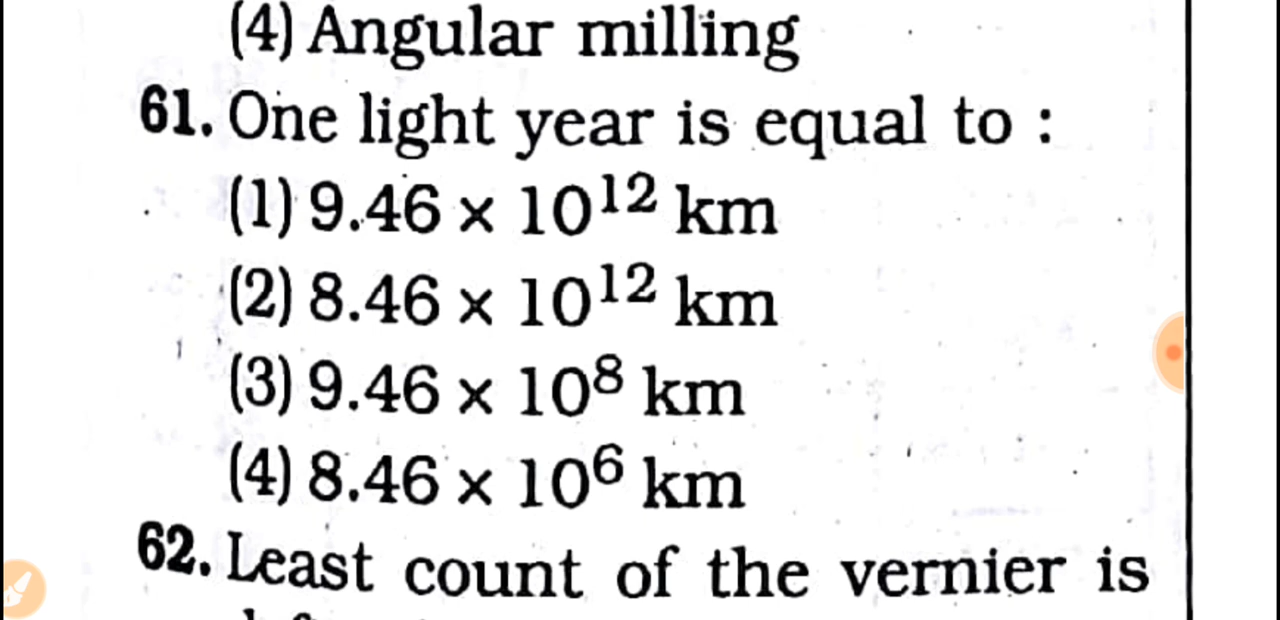 (4) Angular milling
61. One light year is equal to :
(1) 9.46 × 10¹² km
(2) 8.46 × 10¹² km
(3) 9.46 × 10⁸ km
(4) 8.46 × 10⁶ km
62. Least count of the vernier is